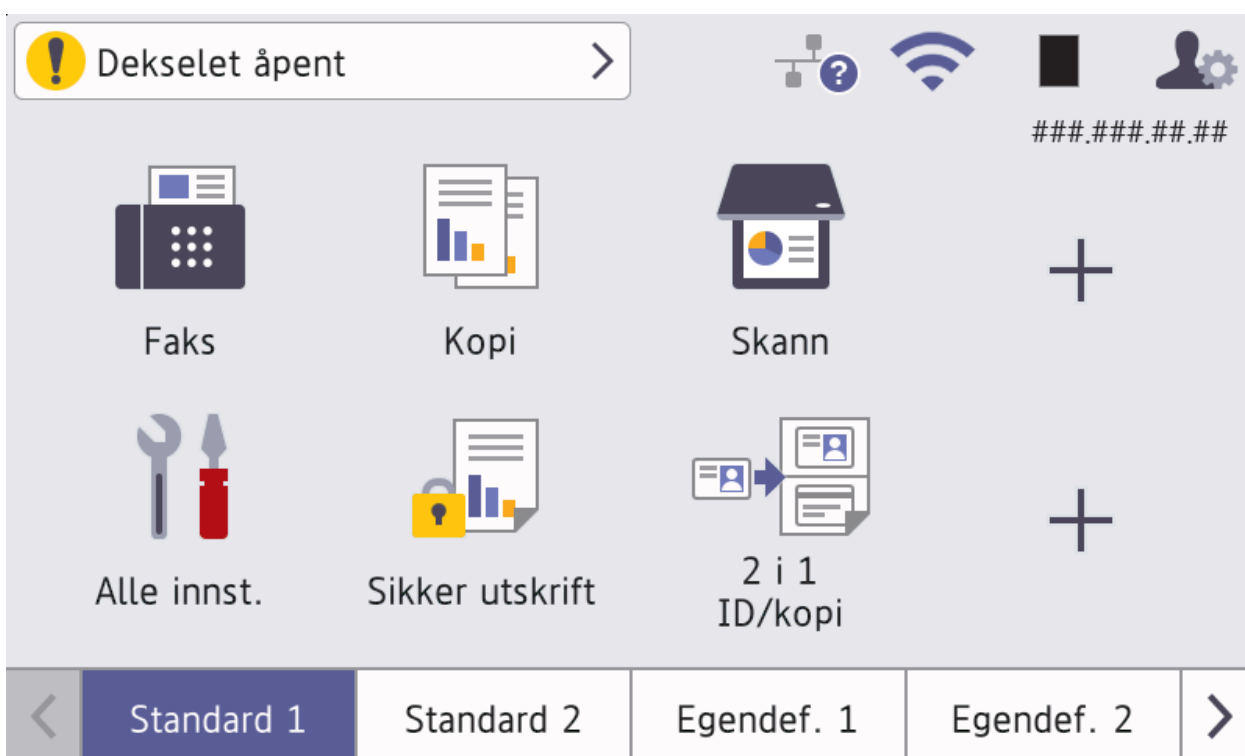 Dekselet åpent
###.###.##.##
Faks
Kopi
Skann
Alle innst.
Sikker utskrift
2 i 1
ID/kopi
Standard 1
Standard 2
Egendef. 1
Egendef. 2